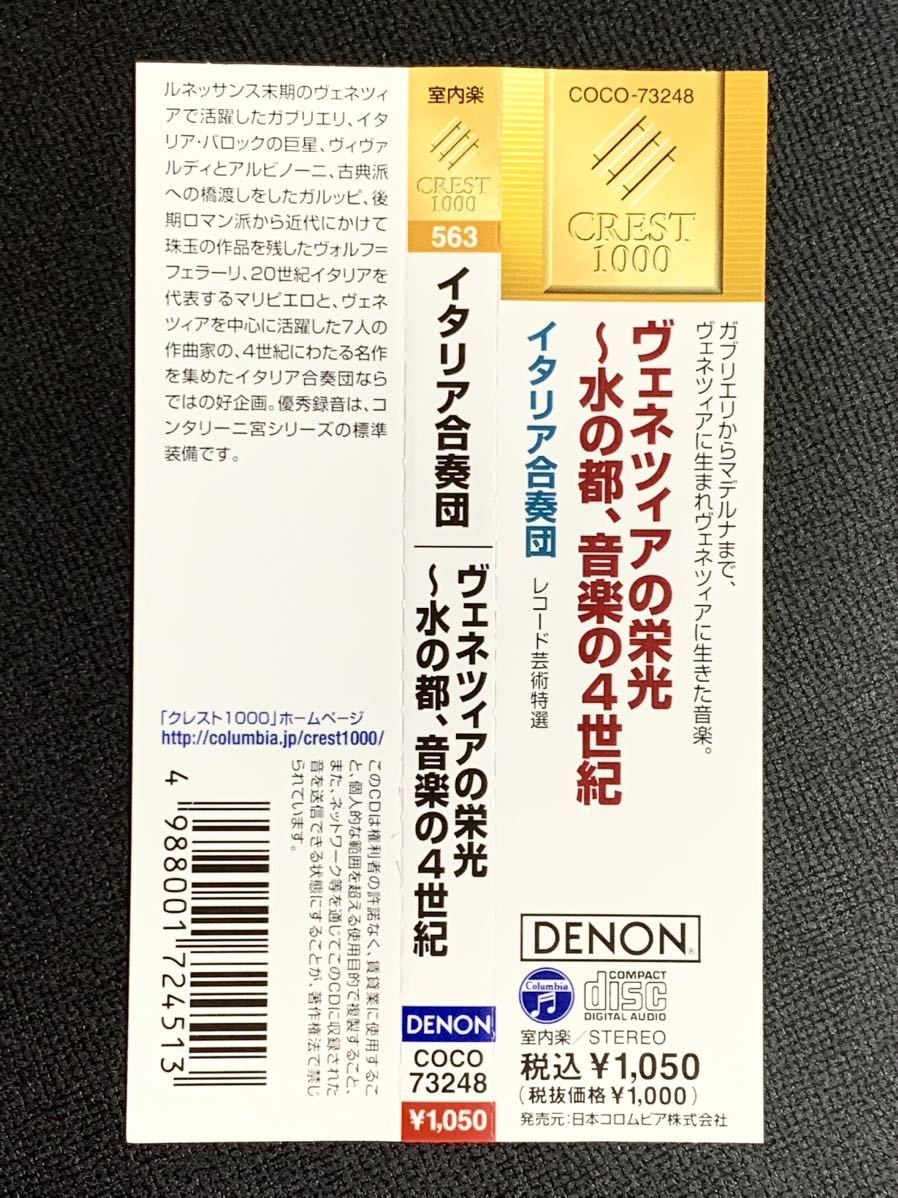 ルネッサンス末期のヴェネツィ
アで活躍したガブリエリ、イタ
リア・バロックの巨星、ヴィヴァ
ルディとアルビノーニ、古典派
への橋渡しをしたガルッピ、後
期ロマン派から近代にかけて
珠玉の作品を残したヴォルフ=
フェラーリ、20世紀イタリアを
代表するマリピエロと、ヴェネ
ツィアを中心に活躍した7人の
作曲家の、4世紀にわたる名作
を集めたイタリア合奏団なら
ではの好企画。優秀録音は、コ
ンタリーニ宮シリーズの標準
装備です。
「クレスト1000」ホームページ
http://columbia.jp/crest1000/
このCDは権利者の許諾なく、賃貸業に使用するこ
と、個人的な範囲を超える使用目的で複製すること、
また、ネットワーク等を通じてこのCDに収録された
音を送信できる状態にすることが、著作権法で禁じ
られています。
4 988001 724513
室内楽
CREST
1000
563
イタリア合奏団
ヴェネツィアの栄光
〜水の都、音楽の4世紀
DENON
COCO
73248
¥1,050
COCO-73248
CREST
1000
ガブリエリからマデルナまで、
ヴェネツィアに生まれヴェネツィアに生きた音楽。
ヴェネツィアの栄光
〜水の都、音楽の4世紀
イタリア合奏団 レコード芸術特選
DENON®
Columbia
COMPACT
disc
DIGITAL AUDIO
室内楽/STEREO
税込¥1,050
(税抜価格¥1,000)
発売元:日本コロムビア株式会社